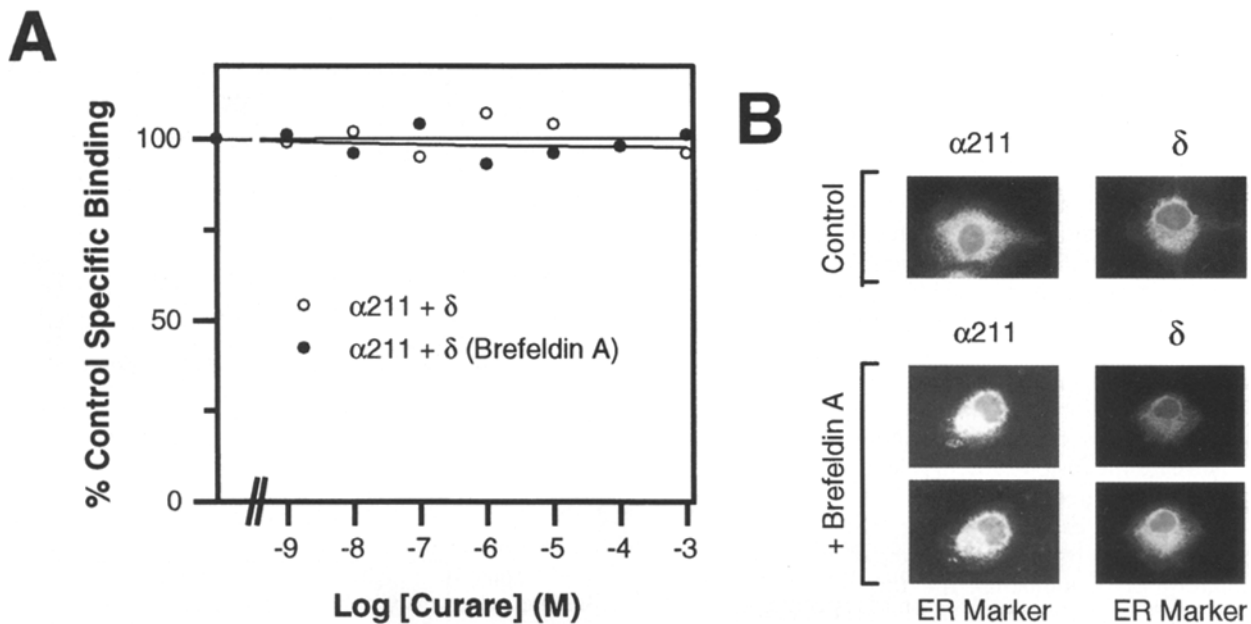 A
% Control Specific Binding
100
50
0
α211 + δ
α211 + δ (Brefeldin A)
-9 -8 -7 -6 -5 -4 -3
Log [Curare] (M)
B
α211 δ
Control
α211 δ
+ Brefeldin A
ER Marker ER Marker